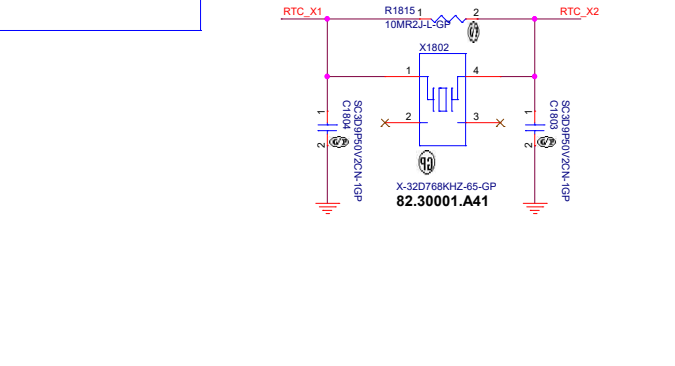 RTC_X1
R1815
1
2
RTC_X2
10MR2J-L-GP
X1802
1
4
2
3
1
2
C1804
SC3D9P50V2CN-1GP
1
2
C1803
SC3D9P50V2CN-1GP
X-32D768KHZ-65-GP
82.30001.A41